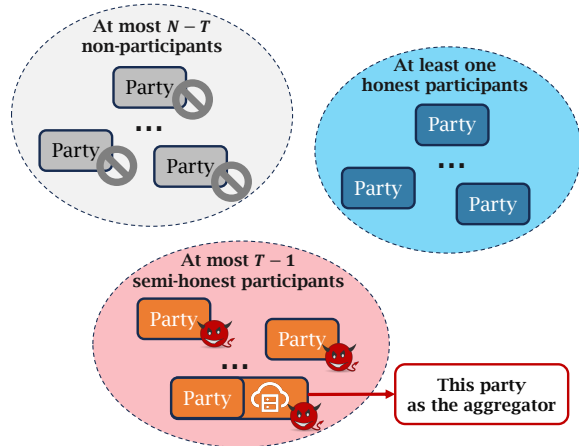 At most N − T
non-participants
Party
...
Party
Party
At least one
honest participants
Party
...
Party
Party
At most T − 1
semi-honest participants
Party
Party
...
Party
This party
as the aggregator